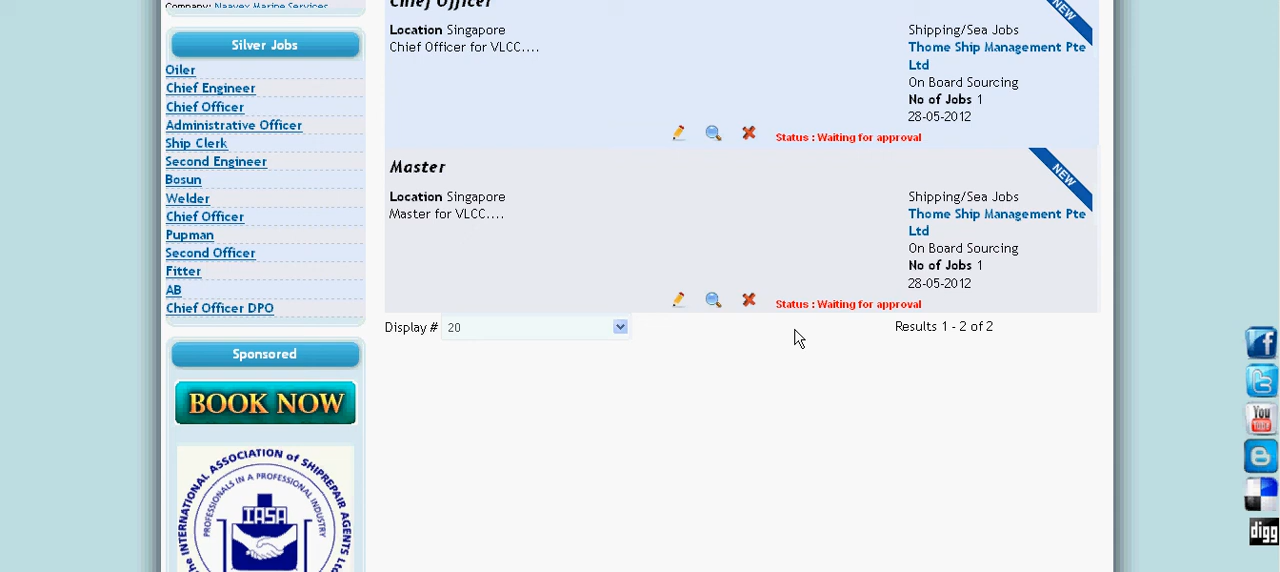 Company: Naavex Marine Services
Silver Jobs
Oiler
Chief Engineer
Chief Officer
Administrative Officer
Ship Clerk
Second Engineer
Bosun
Welder
Chief Officer
Pupman
Second Officer
Fitter
AB
Chief Officer DPO
Sponsored
BOOK NOW
The INTERNATIONAL ASSOCIATION of SHIPREPAIR AGENTS Ltd
PROFESSIONALS IN A PROFESSIONAL INDUSTRY
IASA
Chief Officer
NEW
Location Singapore
Chief Officer for VLCC....
Shipping/Sea Jobs
Thome Ship Management Pte
Ltd
On Board Sourcing
No of Jobs 1
28-05-2012
Status : Waiting for approval
Master
NEW
Location Singapore
Master for VLCC....
Shipping/Sea Jobs
Thome Ship Management Pte
Ltd
On Board Sourcing
No of Jobs 1
28-05-2012
Status : Waiting for approval
Display # 20
Results 1 - 2 of 2
You
Tube
digg